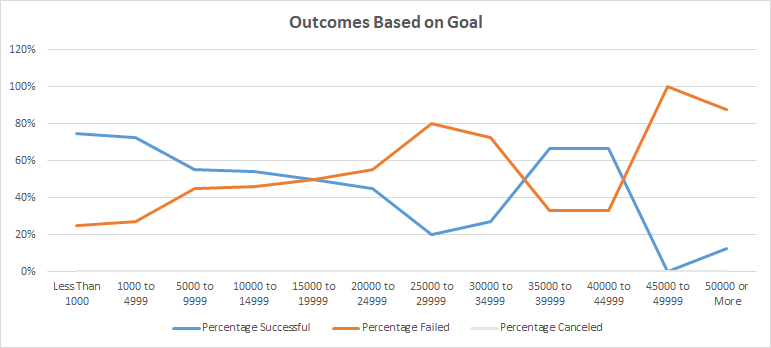 Outcomes Based on Goal
120%
100%
80%
60%
40%
20%
0%
Less Than 1000 to 5000 to 10000 to 15000 to 20000 to 25000 to 30000 to 35000 to 40000 to 45000 to 50000 or
1000 4999 9999 14999 19999 24999 29999 34999 39999 44999 49999 More
Percentage Successful Percentage Failed Percentage Canceled